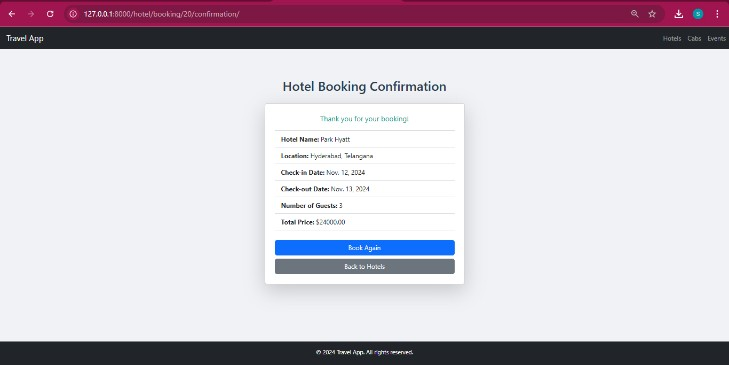 127.0.0.1:8000/hotel/booking/20/confirmation/
S
Travel App
Hotels Cabs Events
Hotel Booking Confirmation
Thank you for your booking!
Hotel Name: Park Hyatt
Location: Hyderabad, Telangana
Check-in Date: Nov. 12, 2024
Check-out Date: Nov. 13, 2024
Number of Guests: 3
Total Price: $24000.00
Book Again
Back to Hotels
© 2024 Travel App. All rights reserved.